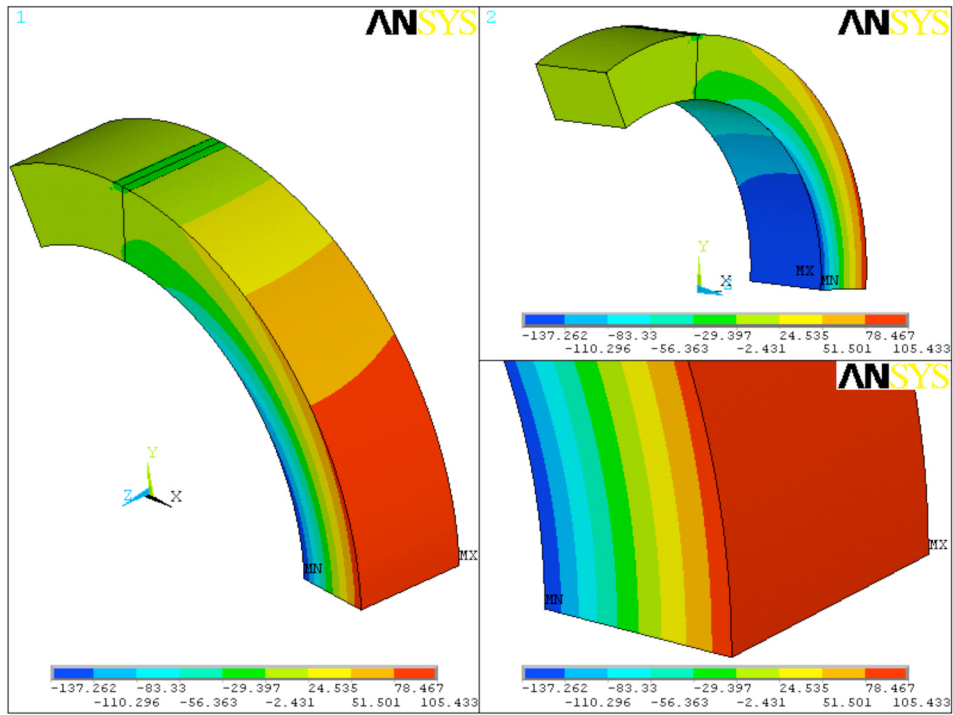 1
ANSYS
Y
Z
X
MN
MX
-137.262 -83.33 -29.397 24.535 78.467
-110.296 -56.363 -2.431 51.501 105.433
2
ANSYS
Y
X
Z
MX
MN
-137.262 -83.33 -29.397 24.535 78.467
-110.296 -56.363 -2.431 51.501 105.433
ANSYS
MX
MN
-137.262 -83.33 -29.397 24.535 78.467
-110.296 -56.363 -2.431 51.501 105.433